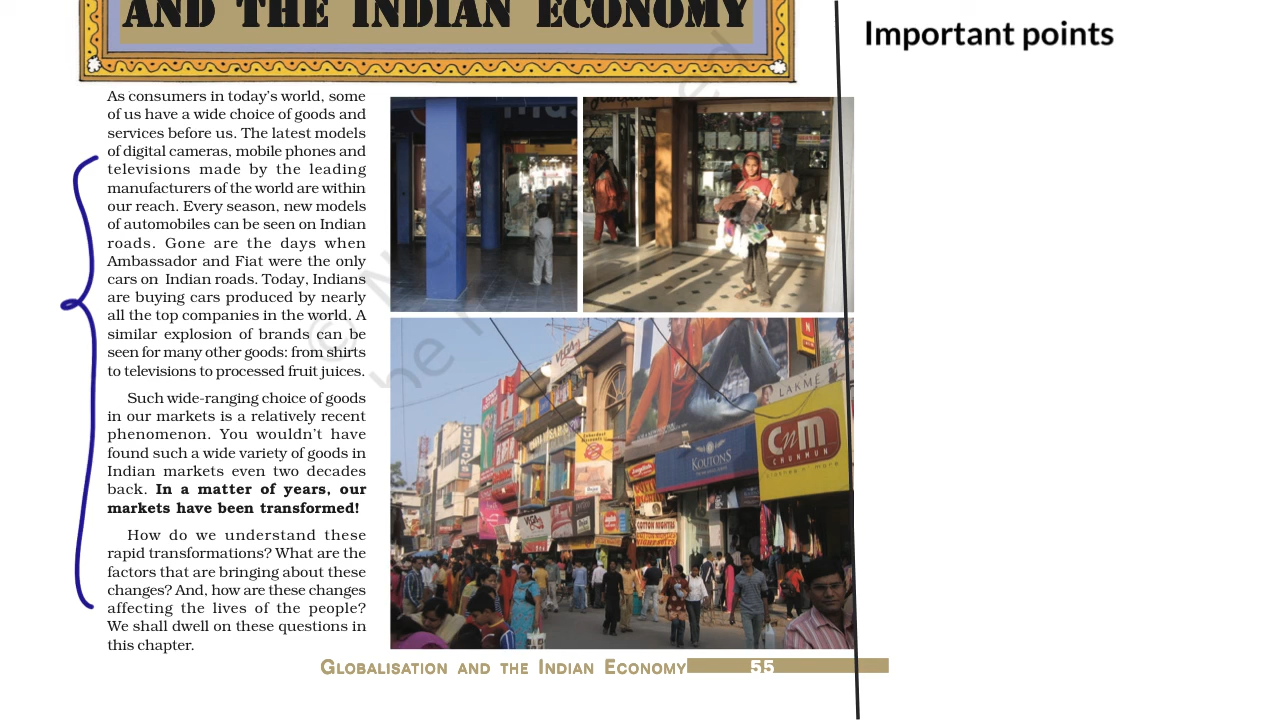 AND THE INDIAN ECONOMY
Important points
As consumers in today's world, some
of us have a wide choice of goods and
services before us. The latest models
of digital cameras, mobile phones and
televisions made by the leading
manufacturers of the world are within
our reach. Every season, new models
of automobiles can be seen on Indian
roads. Gone are the days when
Ambassador and Fiat were the only
cars on Indian roads. Today, Indians
are buying cars produced by nearly
all the top companies in the world. A
similar explosion of brands can be
seen for many other goods: from shirts
to televisions to processed fruit juices.
Such wide-ranging choice of goods
in our markets is a relatively recent
phenomenon. You wouldn't have
found such a wide variety of goods in
Indian markets even two decades
back. In a matter of years, our
markets have been transformed!
How do we understand these
rapid transformations? What are the
factors that are bringing about these
changes? And, how are these changes
affecting the lives of the people?
We shall dwell on these questions in
this chapter.
LAKMÉ
CnM
CHUNMUN
KOUTONS
VIGA
CUSTOMS
COTTON NIGHTIES
GLOBALISATION AND THE INDIAN ECONOMY 55